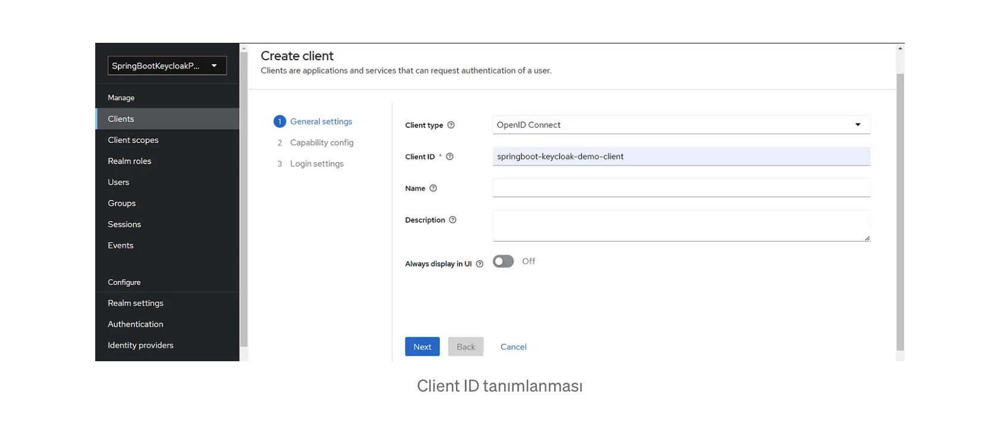 SpringBootKeycloakP...
Manage
Clients
Client scopes
Realm roles
Users
Groups
Sessions
Events
Configure
Realm settings
Authentication
Identity providers
Create client
Clients are applications and services that can request authentication of a user.
1 General settings
2 Capability config
3 Login settings
Client type
OpenID Connect
Client ID *
springboot-keycloak-demo-client
Name
Description
Always display in UI
Off
Next Back Cancel
Client ID tanımlanması